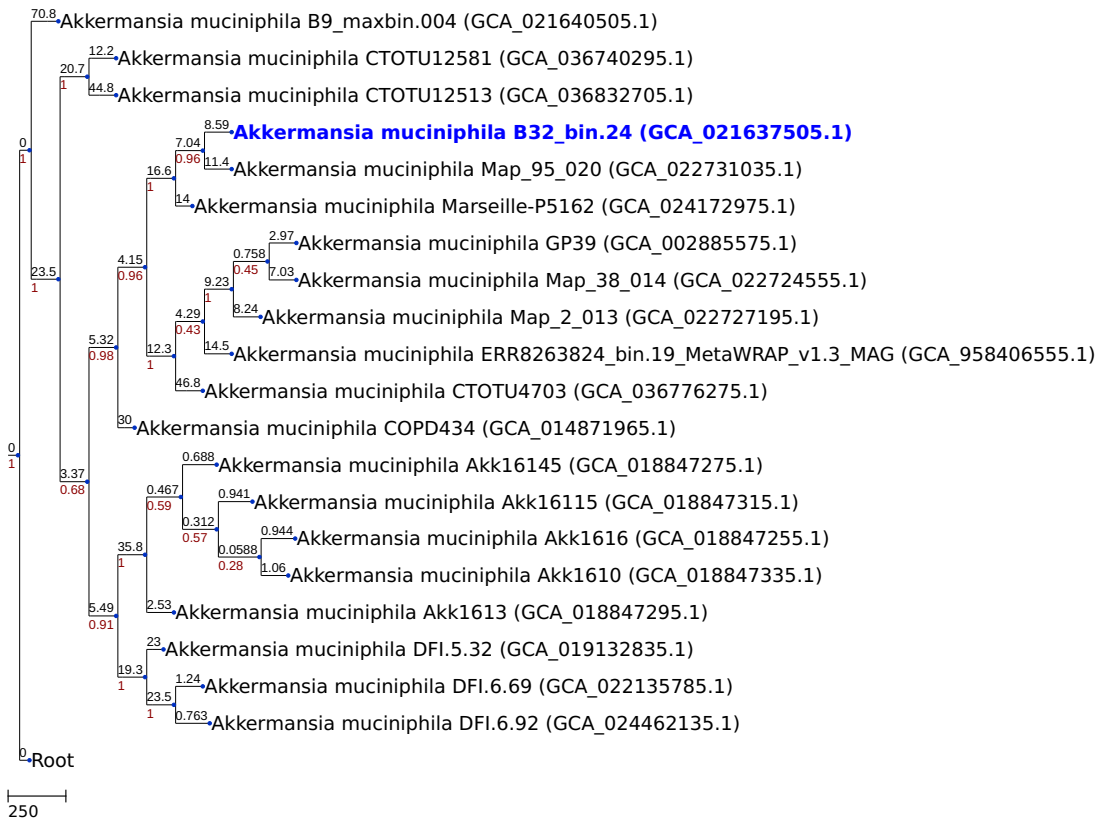 70.8 Akkermansia muciniphila B9_maxbin.004 (GCA_021640505.1)
12.2 Akkermansia muciniphila CTOTU12581 (GCA_036740295.1)
20.7
1
44.8 Akkermansia muciniphila CTOTU12513 (GCA_036832705.1)
8.59 Akkermansia muciniphila B32_bin.24 (GCA_021637505.1)
0
1
7.04
0.96
11.4 Akkermansia muciniphila Map_95_020 (GCA_022731035.1)
16.6
1
14 Akkermansia muciniphila Marseille-P5162 (GCA_024172975.1)
2.97 Akkermansia muciniphila GP39 (GCA_002885575.1)
4.15
0.96
0.758
0.45
23.5
1
7.03 Akkermansia muciniphila Map_38_014 (GCA_022724555.1)
9.23
1
8.24 Akkermansia muciniphila Map_2_013 (GCA_022727195.1)
4.29
0.43
5.32
0.98
12.3
1
14.5 Akkermansia muciniphila ERR8263824_bin.19_MetaWRAP_v1.3_MAG (GCA_958406555.1)
46.8 Akkermansia muciniphila CTOTU4703 (GCA_036776275.1)
30 Akkermansia muciniphila COPD434 (GCA_014871965.1)
0
1
0.688 Akkermansia muciniphila Akk16145 (GCA_018847275.1)
3.37
0.68
0.467
0.59
0.941 Akkermansia muciniphila Akk16115 (GCA_018847315.1)
0.312
0.57
0.944 Akkermansia muciniphila Akk1616 (GCA_018847255.1)
35.8
1
0.0588
0.28
1.06 Akkermansia muciniphila Akk1610 (GCA_018847335.1)
5.49
0.91
2.53 Akkermansia muciniphila Akk1613 (GCA_018847295.1)
23 Akkermansia muciniphila DFI.5.32 (GCA_019132835.1)
19.3
1
1.24 Akkermansia muciniphila DFI.6.69 (GCA_022135785.1)
23.5
1
0.763 Akkermansia muciniphila DFI.6.92 (GCA_024462135.1)
0 Root
250